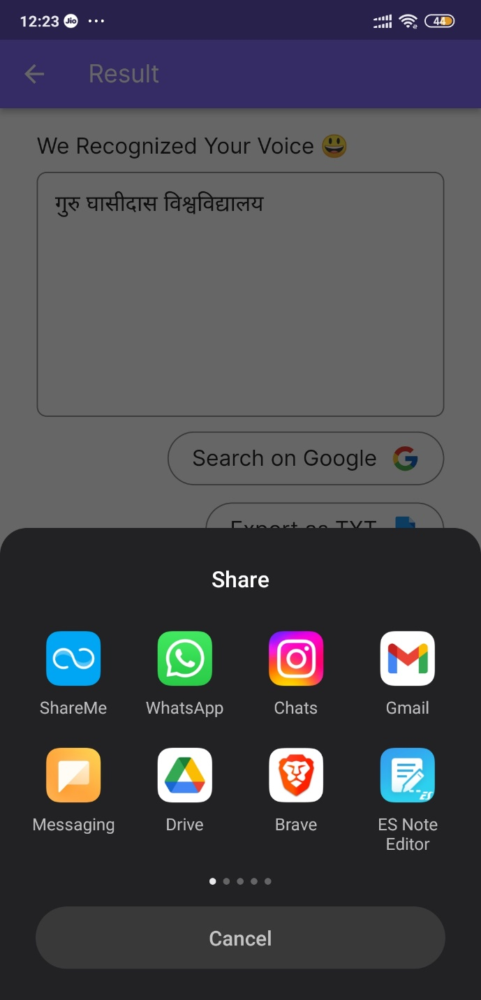 12:23 Jio ...
44
Result
We Recognized Your Voice 😃
गुरु घासीदास विश्वविद्यालय
Search on Google
Export as TXT
Share
ShareMe WhatsApp Chats Gmail
ES
Messaging Drive Brave ES Note
Editor
Cancel